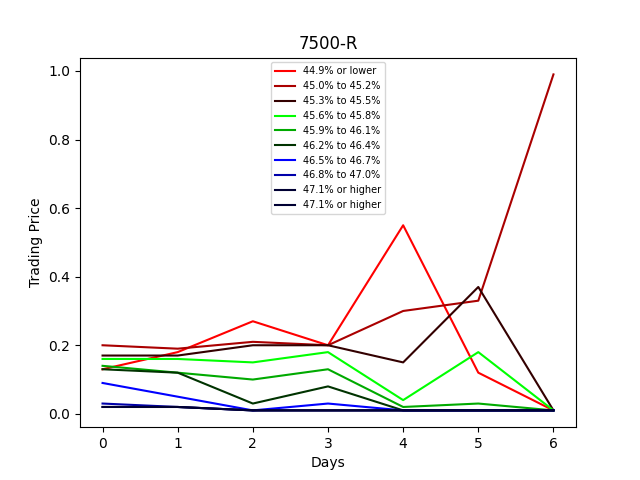 7500-R
1.0
0.8
0.6
0.4
0.2
0.0
Trading Price
44.9% or lower
45.0% to 45.2%
45.3% to 45.5%
45.6% to 45.8%
45.9% to 46.1%
46.2% to 46.4%
46.5% to 46.7%
46.8% to 47.0%
47.1% or higher
47.1% or higher
0 1 2 3 4 5 6
Days